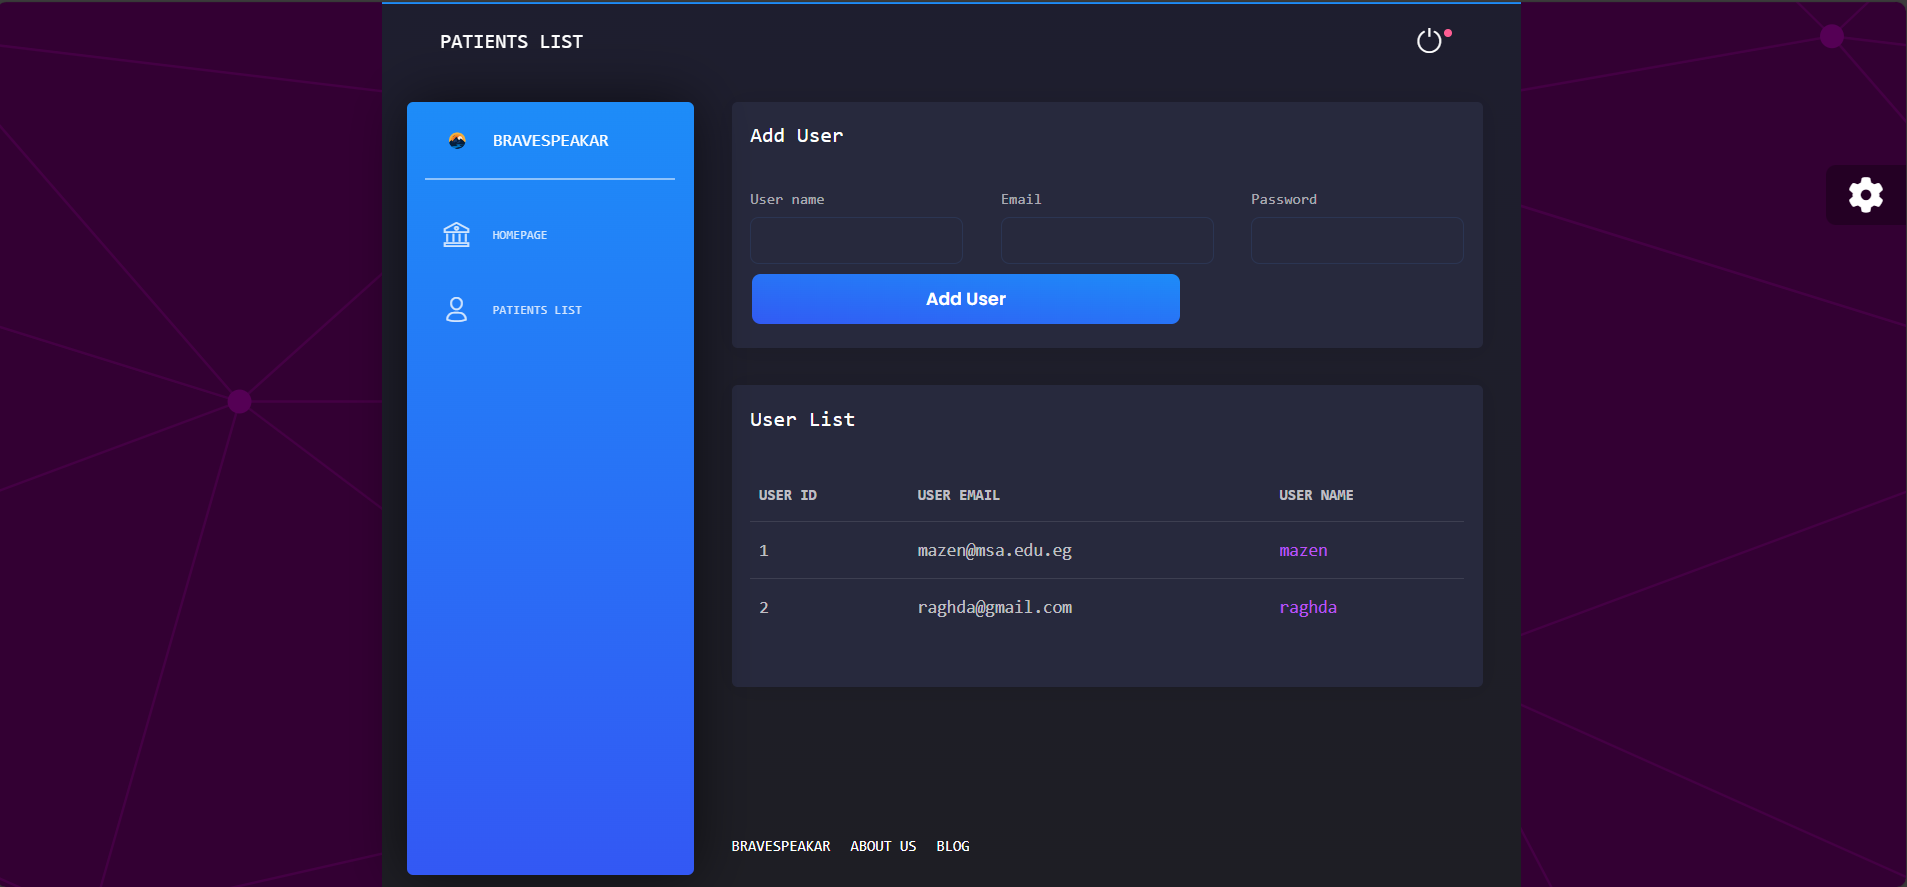 PATIENTS LIST
BRAVESPEAKAR
HOMEPAGE
PATIENTS LIST
Add User
User name Email Password
Add User
User List
USER ID USER EMAIL USER NAME
1 mazen@msa.edu.eg mazen
2 raghda@gmail.com raghda
BRAVESPEAKAR ABOUT US BLOG